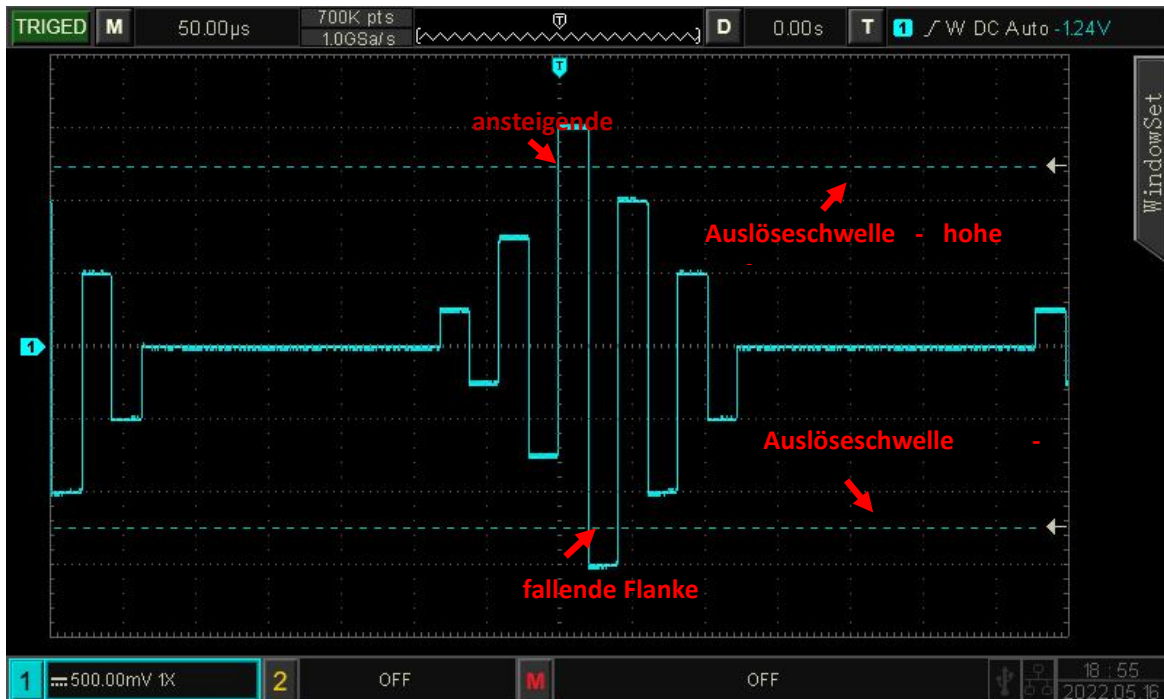 TRIGED M 50.00µs 700K pts D 0.00s T 1 W DC Auto -1.24V
1.0GSa/s
T
T
WindowSet
ansteigende
Auslöseschwelle - hohe
-
1
Auslöseschwelle -
fallende Flanke
1 500.00mV 1X 2 OFF M OFF 18:55
2022.05.16